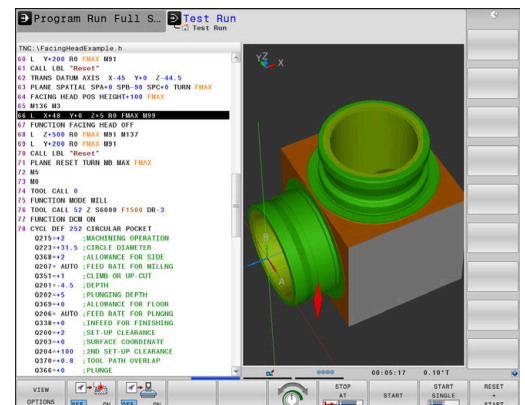 Program Run Full S...
Test Run
Test Run
TNC:\FacingHeadExample.h
60 L Y+200 R0 FMAX M91
61 CALL LBL "Reset"
62 TRANS DATUM AXIS X-45 Y+0 Z-44.5
63 PLANE SPATIAL SPA+0 SPB-90 SPC+0 TURN FMAX
64 FACING HEAD POS HEIGHT+100 FMAX
65 M136 M3
66 L X+48 Y+0 Z+5 R0 FMAX M99
67 FUNCTION FACING HEAD OFF
68 L Z+500 R0 FMAX M91 M137
69 L Y+200 R0 FMAX M91
70 CALL LBL "Reset"
71 PLANE RESET TURN MB MAX FMAX
72 M5
73 M0
74 TOOL CALL 0
75 FUNCTION MODE MILL
76 TOOL CALL 52 Z S6000 F1500 DR-3
77 FUNCTION DCM ON
78 CYCL DEF 252 CIRCULAR POCKET
Q215=+2 ;MACHINING OPERATION
Q223=+31.5 ;CIRCLE DIAMETER
Q368=+2 ;ALLOWANCE FOR SIDE
Q207= AUTO ;FEED RATE FOR MILLNG
Q351=+1 ;CLIMB OR UP-CUT
Q201=-4.5 ;DEPTH
Q202=+5 ;PLUNGING DEPTH
Q369=+0 ;ALLOWANCE FOR FLOOR
Q206= AUTO ;FEED RATE FOR PLNGNG
Q338=+0 ;INFEED FOR FINISHING
Q200=+2 ;SET-UP CLEARANCE
Q203=+0 ;SURFACE COORDINATE
Q204=+100 ;2ND SET-UP CLEARANCE
Q370=+0.8 ;TOOL PATH OVERLAP
Q366=+0 ;PLUNGE
Y Z X
B
A
00:05:17 0.10*T
VIEW
OPTIONS
OFF ON
OFF ON
STOP
AT
START
START
SINGLE
RESET
+
START